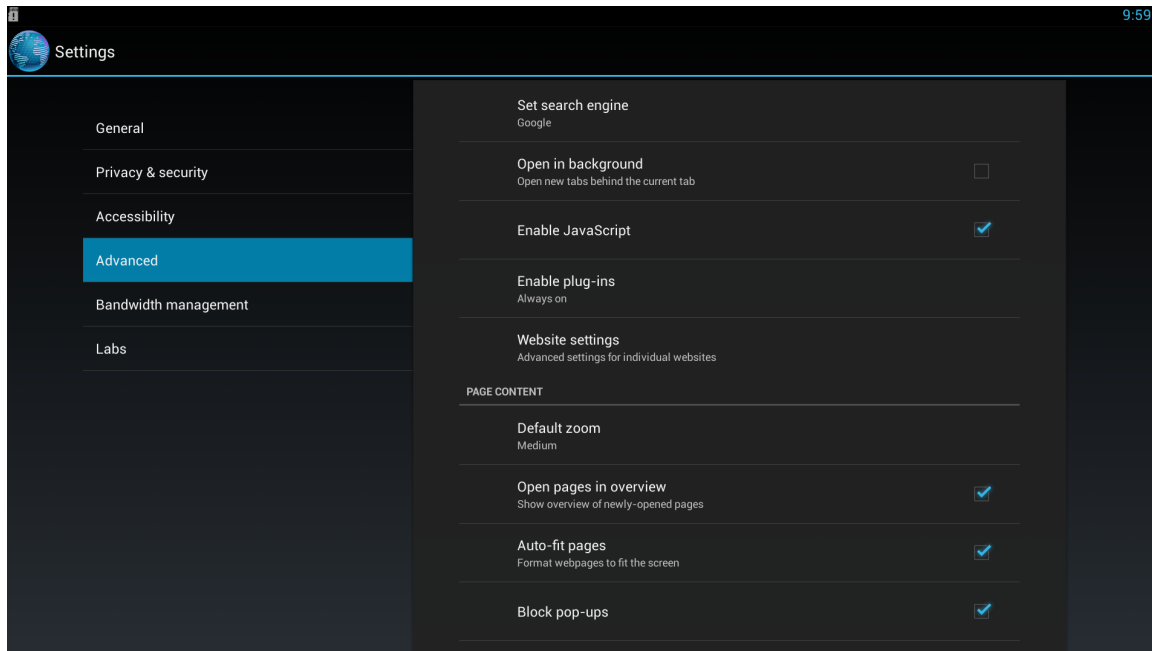 9:59
Settings
General
Privacy & security
Accessibility
Advanced
Bandwidth management
Labs
Set search engine
Google
Open in background
Open new tabs behind the current tab
Enable JavaScript
Enable plug-ins
Always on
Website settings
Advanced settings for individual websites
PAGE CONTENT
Default zoom
Medium
Open pages in overview
Show overview of newly-opened pages
Auto-fit pages
Format webpages to fit the screen
Block pop-ups